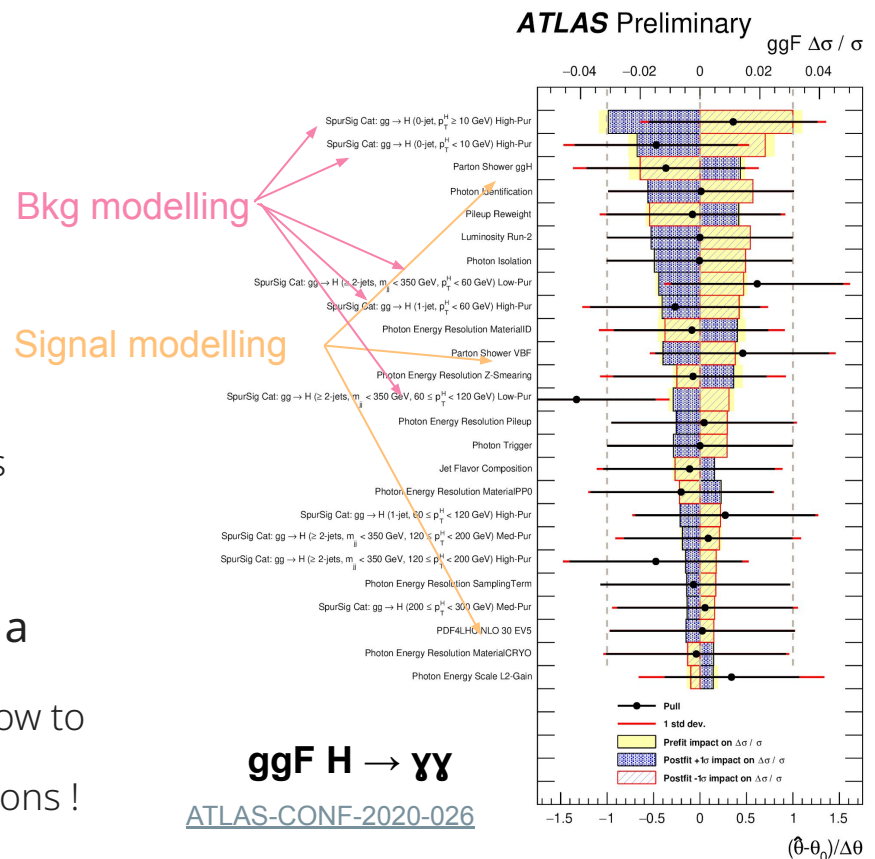 ATLAS Preliminary
ggF Δσ / σ
−0.04 −0.02 0 0.02 0.04
SpurSig Cat: gg → H (0-jet, p_T^H ≥ 10 GeV) High-Pur
SpurSig Cat: gg → H (0-jet, p_T^H < 10 GeV) High-Pur
Parton Shower ggH
Photon Identification
Bkg modelling
Pileup Reweight
Luminosity Run-2
Photon Isolation
SpurSig Cat: gg → H (≥ 2-jets, m_jj < 350 GeV, p_T^H < 60 GeV) Low-Pur
SpurSig Cat: gg → H (1-jet, p_T^H < 60 GeV) High-Pur
Photon Energy Resolution MaterialID
Signal modelling
Parton Shower VBF
Photon Energy Resolution Z-Smearing
SpurSig Cat: gg → H (≥ 2-jets, m_jj < 350 GeV, 60 ≤ p_T^H < 120 GeV) Low-Pur
Photon Energy Resolution Pileup
Photon Trigger
s
Jet Flavor Composition
Photon Energy Resolution MaterialPP0
SpurSig Cat: gg → H (1-jet, 60 ≤ p_T^H < 120 GeV) High-Pur
SpurSig Cat: gg → H (≥ 2-jets, m_jj < 350 GeV, 120 ≤ p_T^H < 200 GeV) Med-Pur
SpurSig Cat: gg → H (≥ 2-jets, m_jj < 350 GeV, 120 ≤ p_T^H < 200 GeV) High-Pur
Photon Energy Resolution SamplingTerm
SpurSig Cat: gg → H (200 ≤ p_T^H < 300 GeV) Med-Pur
a
PDF4LHC NLO 30 EV5
Photon Energy Resolution MaterialCRYO
Photon Energy Scale L2-Gain
ow to
Pull
1 std dev.
Prefit impact on Δσ / σ
Postfit +1σ impact on Δσ / σ
Postfit -1σ impact on Δσ / σ
ggF H → γγ
ons !
ATLAS-CONF-2020-026
−1.5 −1 −0.5 0 0.5 1 1.5
(θ̂-θ₀)/Δθ